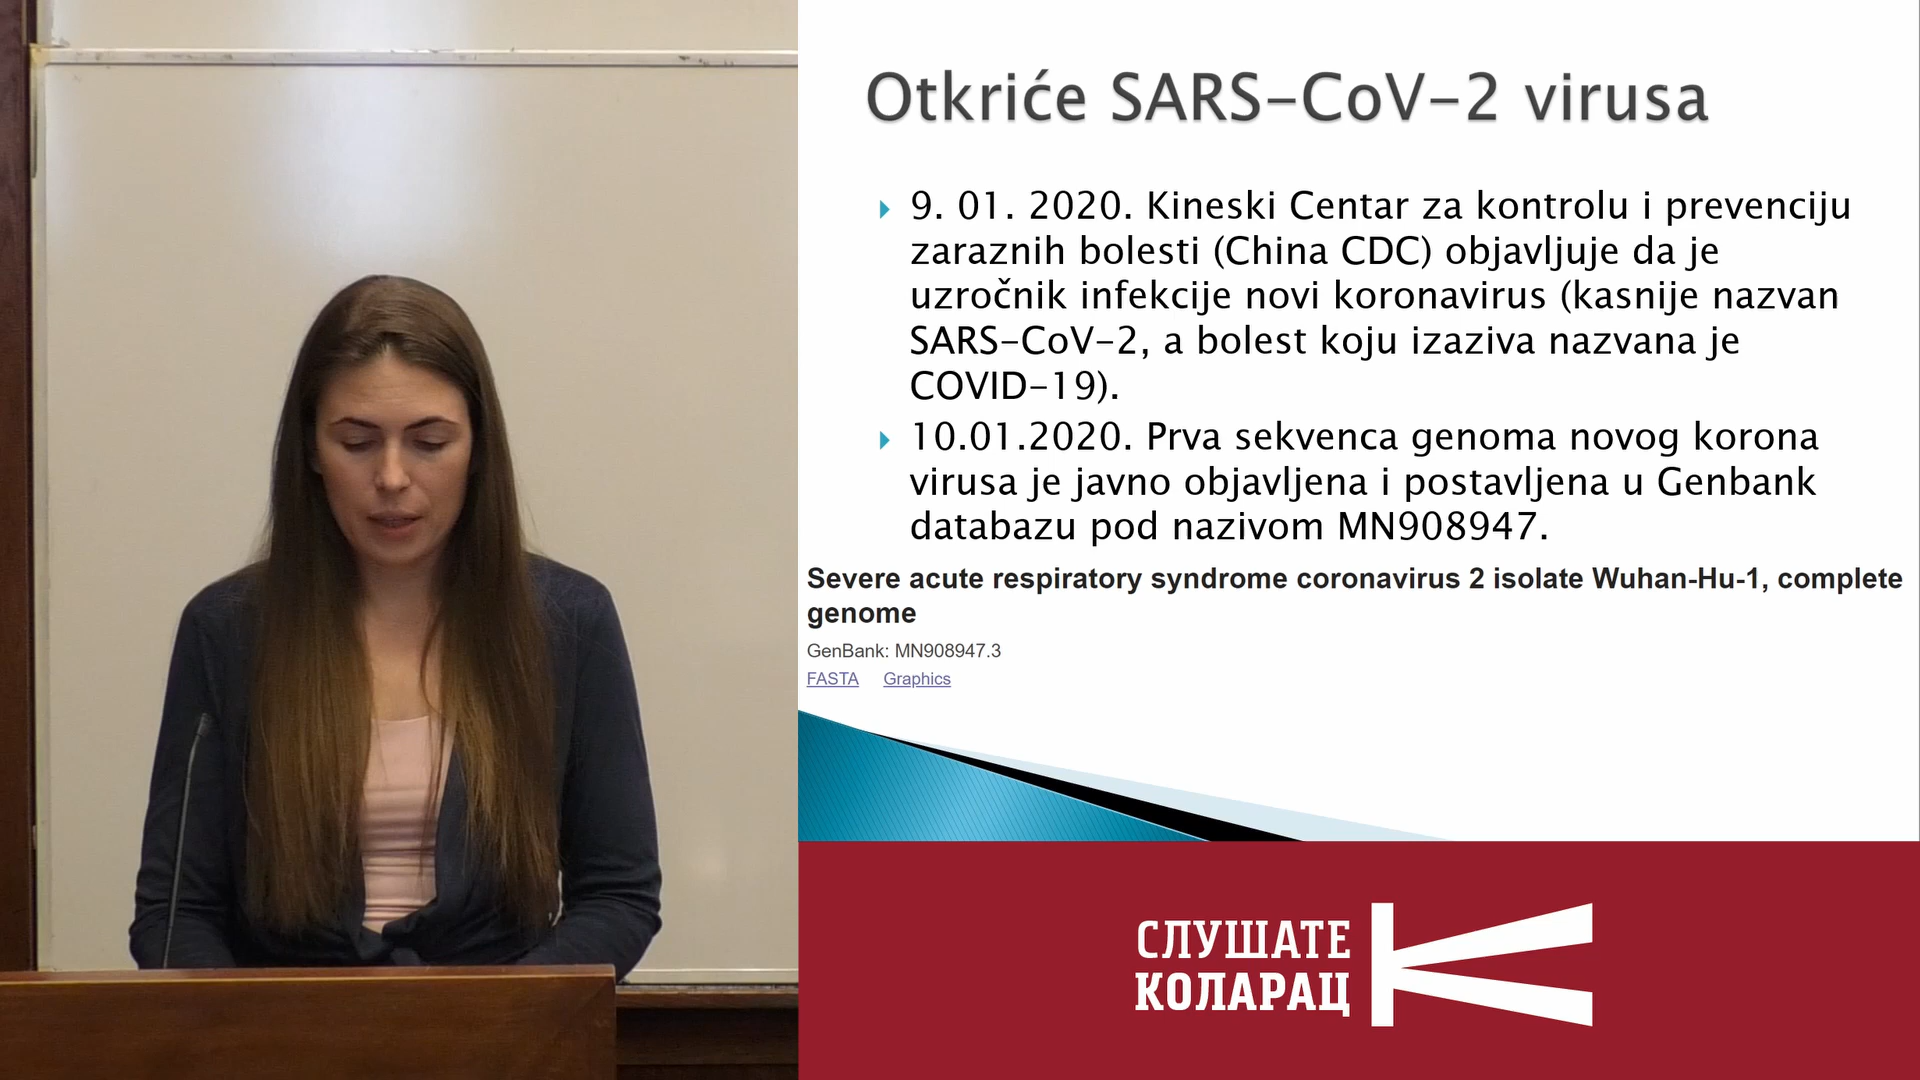 Otkriće SARS-CoV-2 virusa
9. 01. 2020. Kineski Centar za kontrolu i prevenciju
zaraznih bolesti (China CDC) objavljuje da je
uzročnik infekcije novi koronavirus (kasnije nazvan
SARS-CoV-2, a bolest koju izaziva nazvana je
COVID-19).
10.01.2020. Prva sekvenca genoma novog korona
virusa je javno objavljena i postavljena u Genbank
databazu pod nazivom MN908947.
Severe acute respiratory syndrome coronavirus 2 isolate Wuhan-Hu-1, complete
genome
GenBank: MN908947.3
FASTA Graphics
СЛУШАТЕ
КОЛАРАЦ